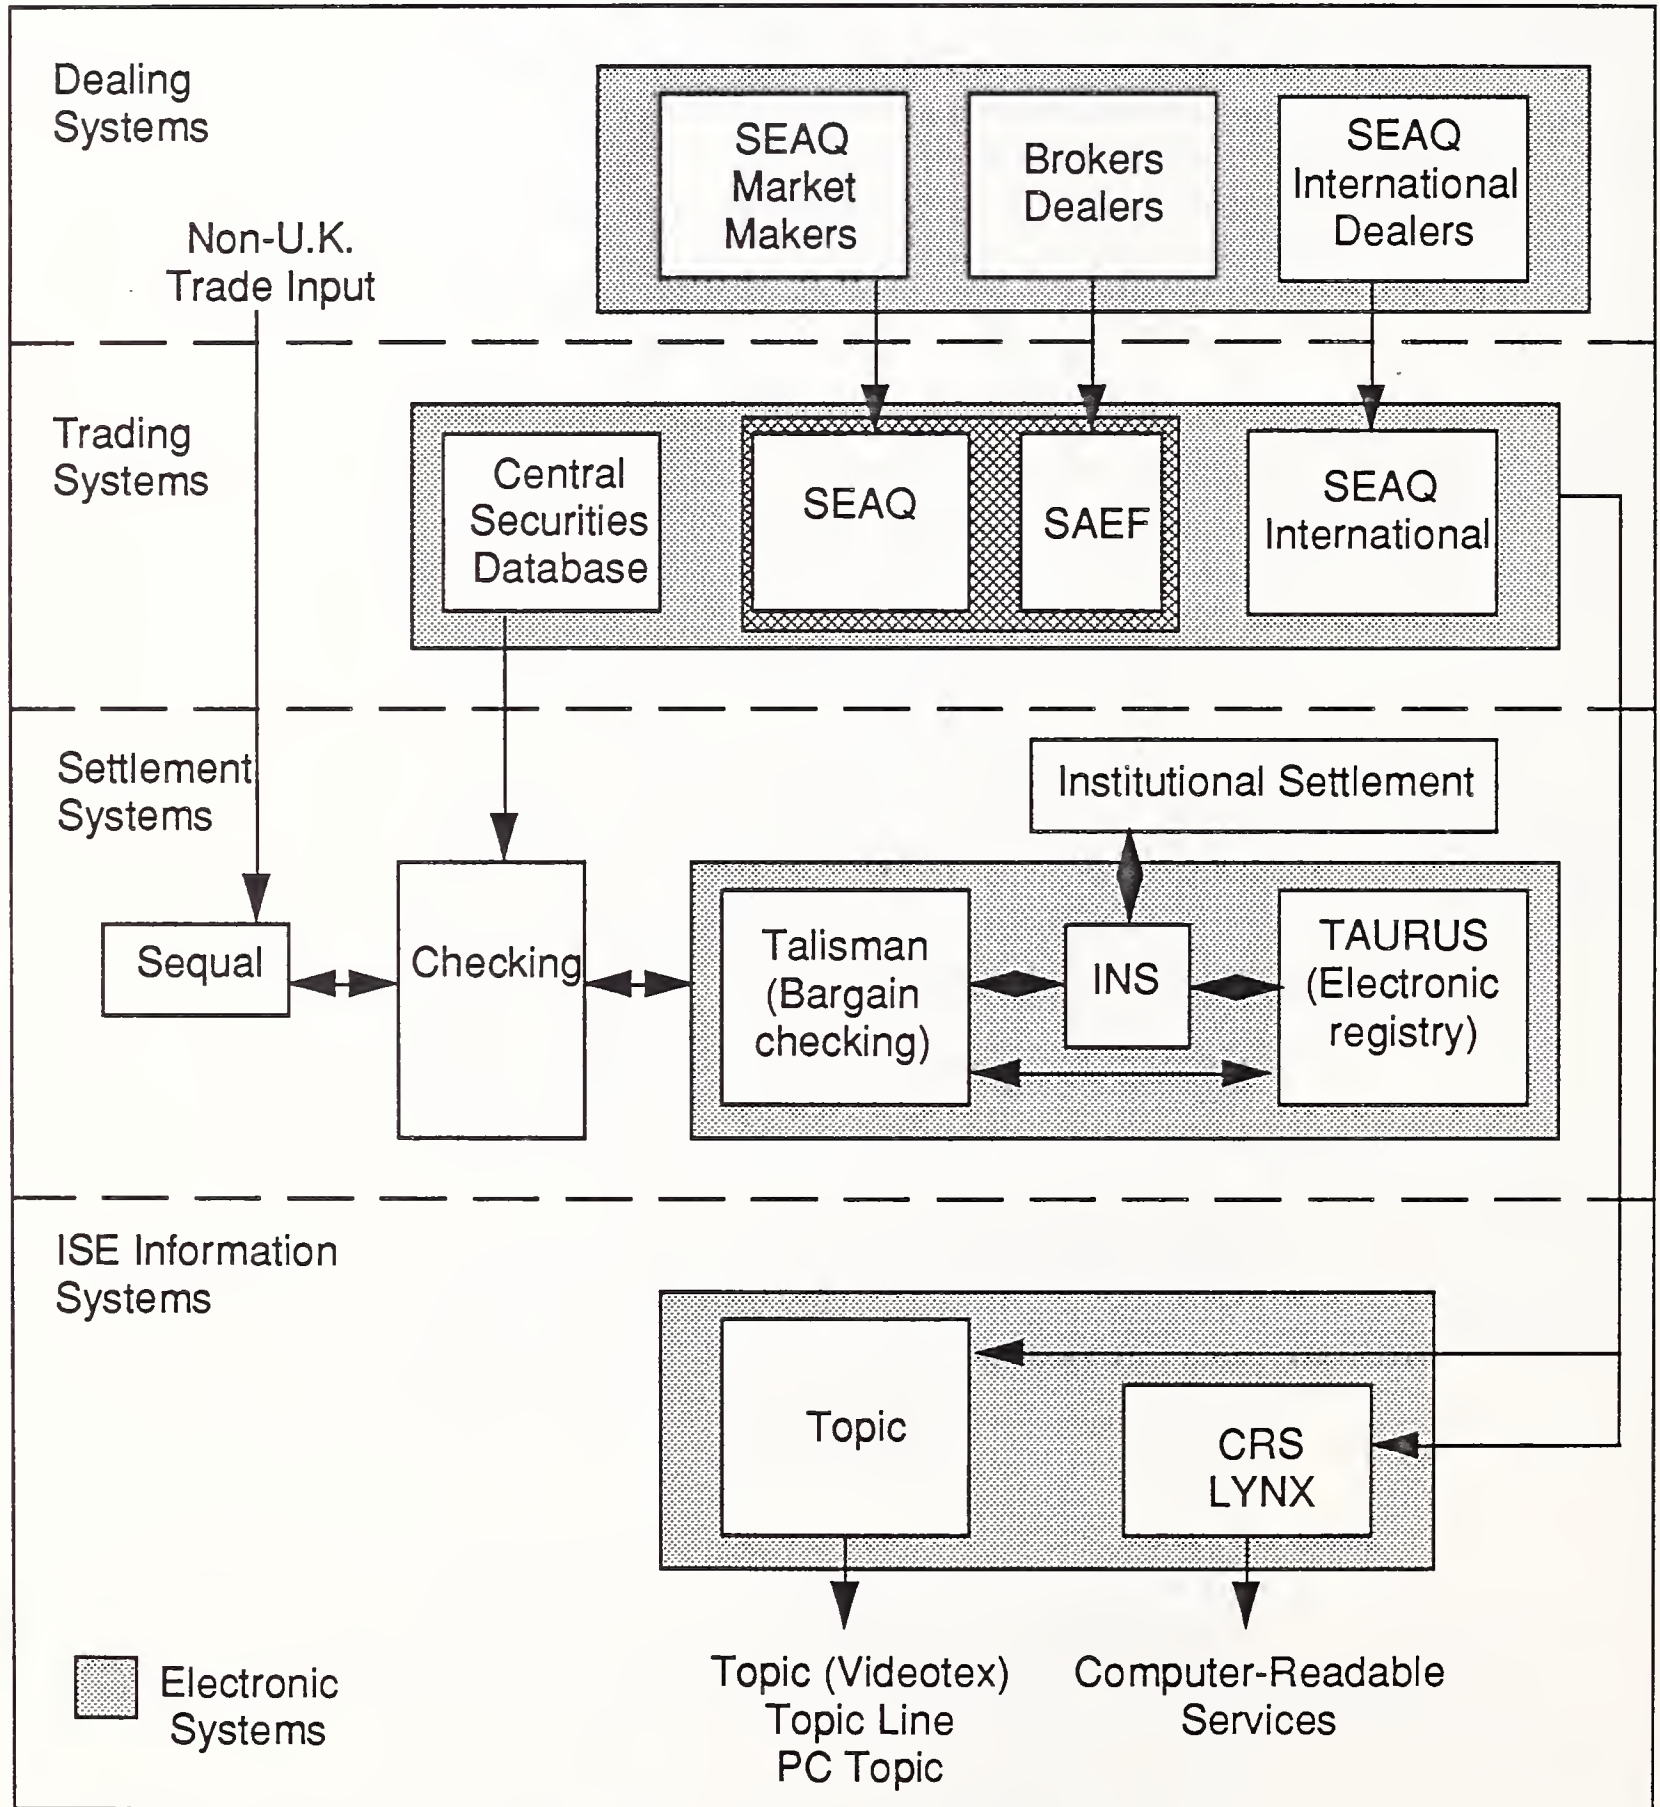 Dealing
Systems
SEAQ
Market
Makers
Brokers
Dealers
SEAQ
International
Dealers
Non-U.K.
Trade Input
Trading
Systems
Central
Securities
Database
SEAQ
SAEF
SEAQ
International
Settlement
Systems
Institutional Settlement
Sequal
Checking
Talisman
(Bargain
checking)
INS
TAURUS
(Electronic
registry)
ISE Information
Systems
Topic
CRS
LYNX
Electronic
Systems
Topic (Videotex)
Topic Line
PC Topic
Computer-Readable
Services